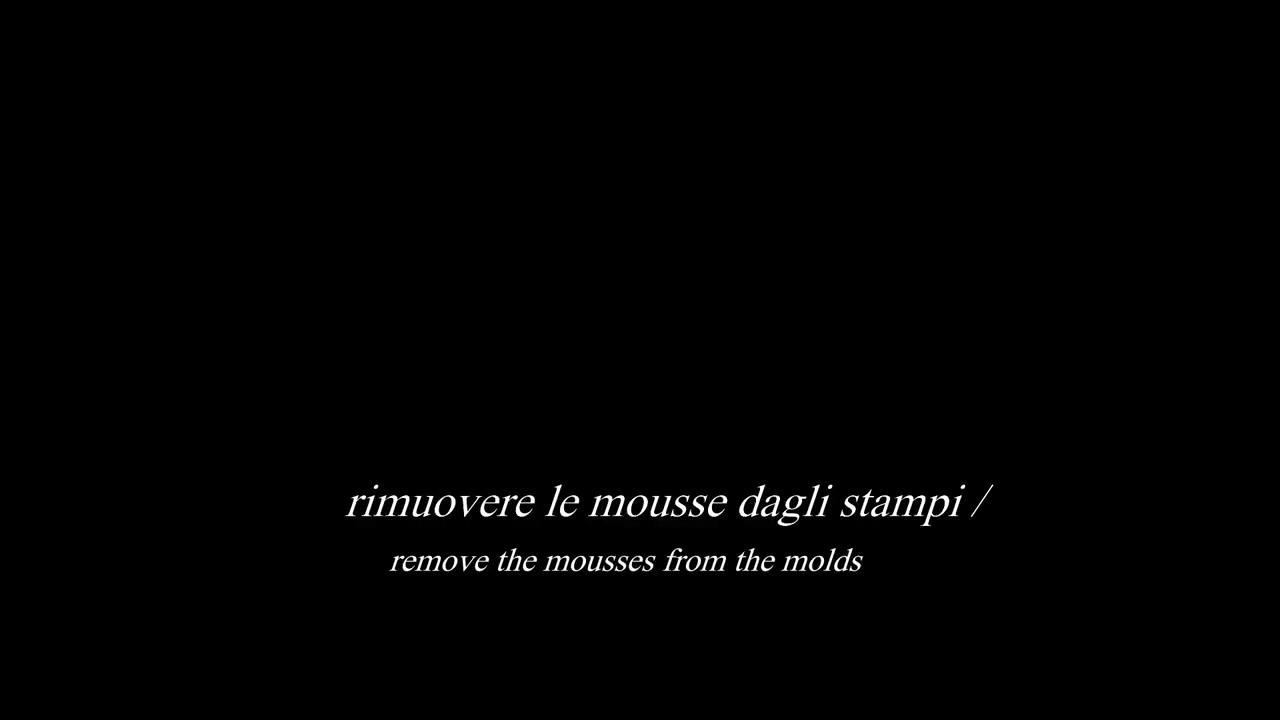 rimuovere le mousse dagli stampi /
remove the mousses from the molds